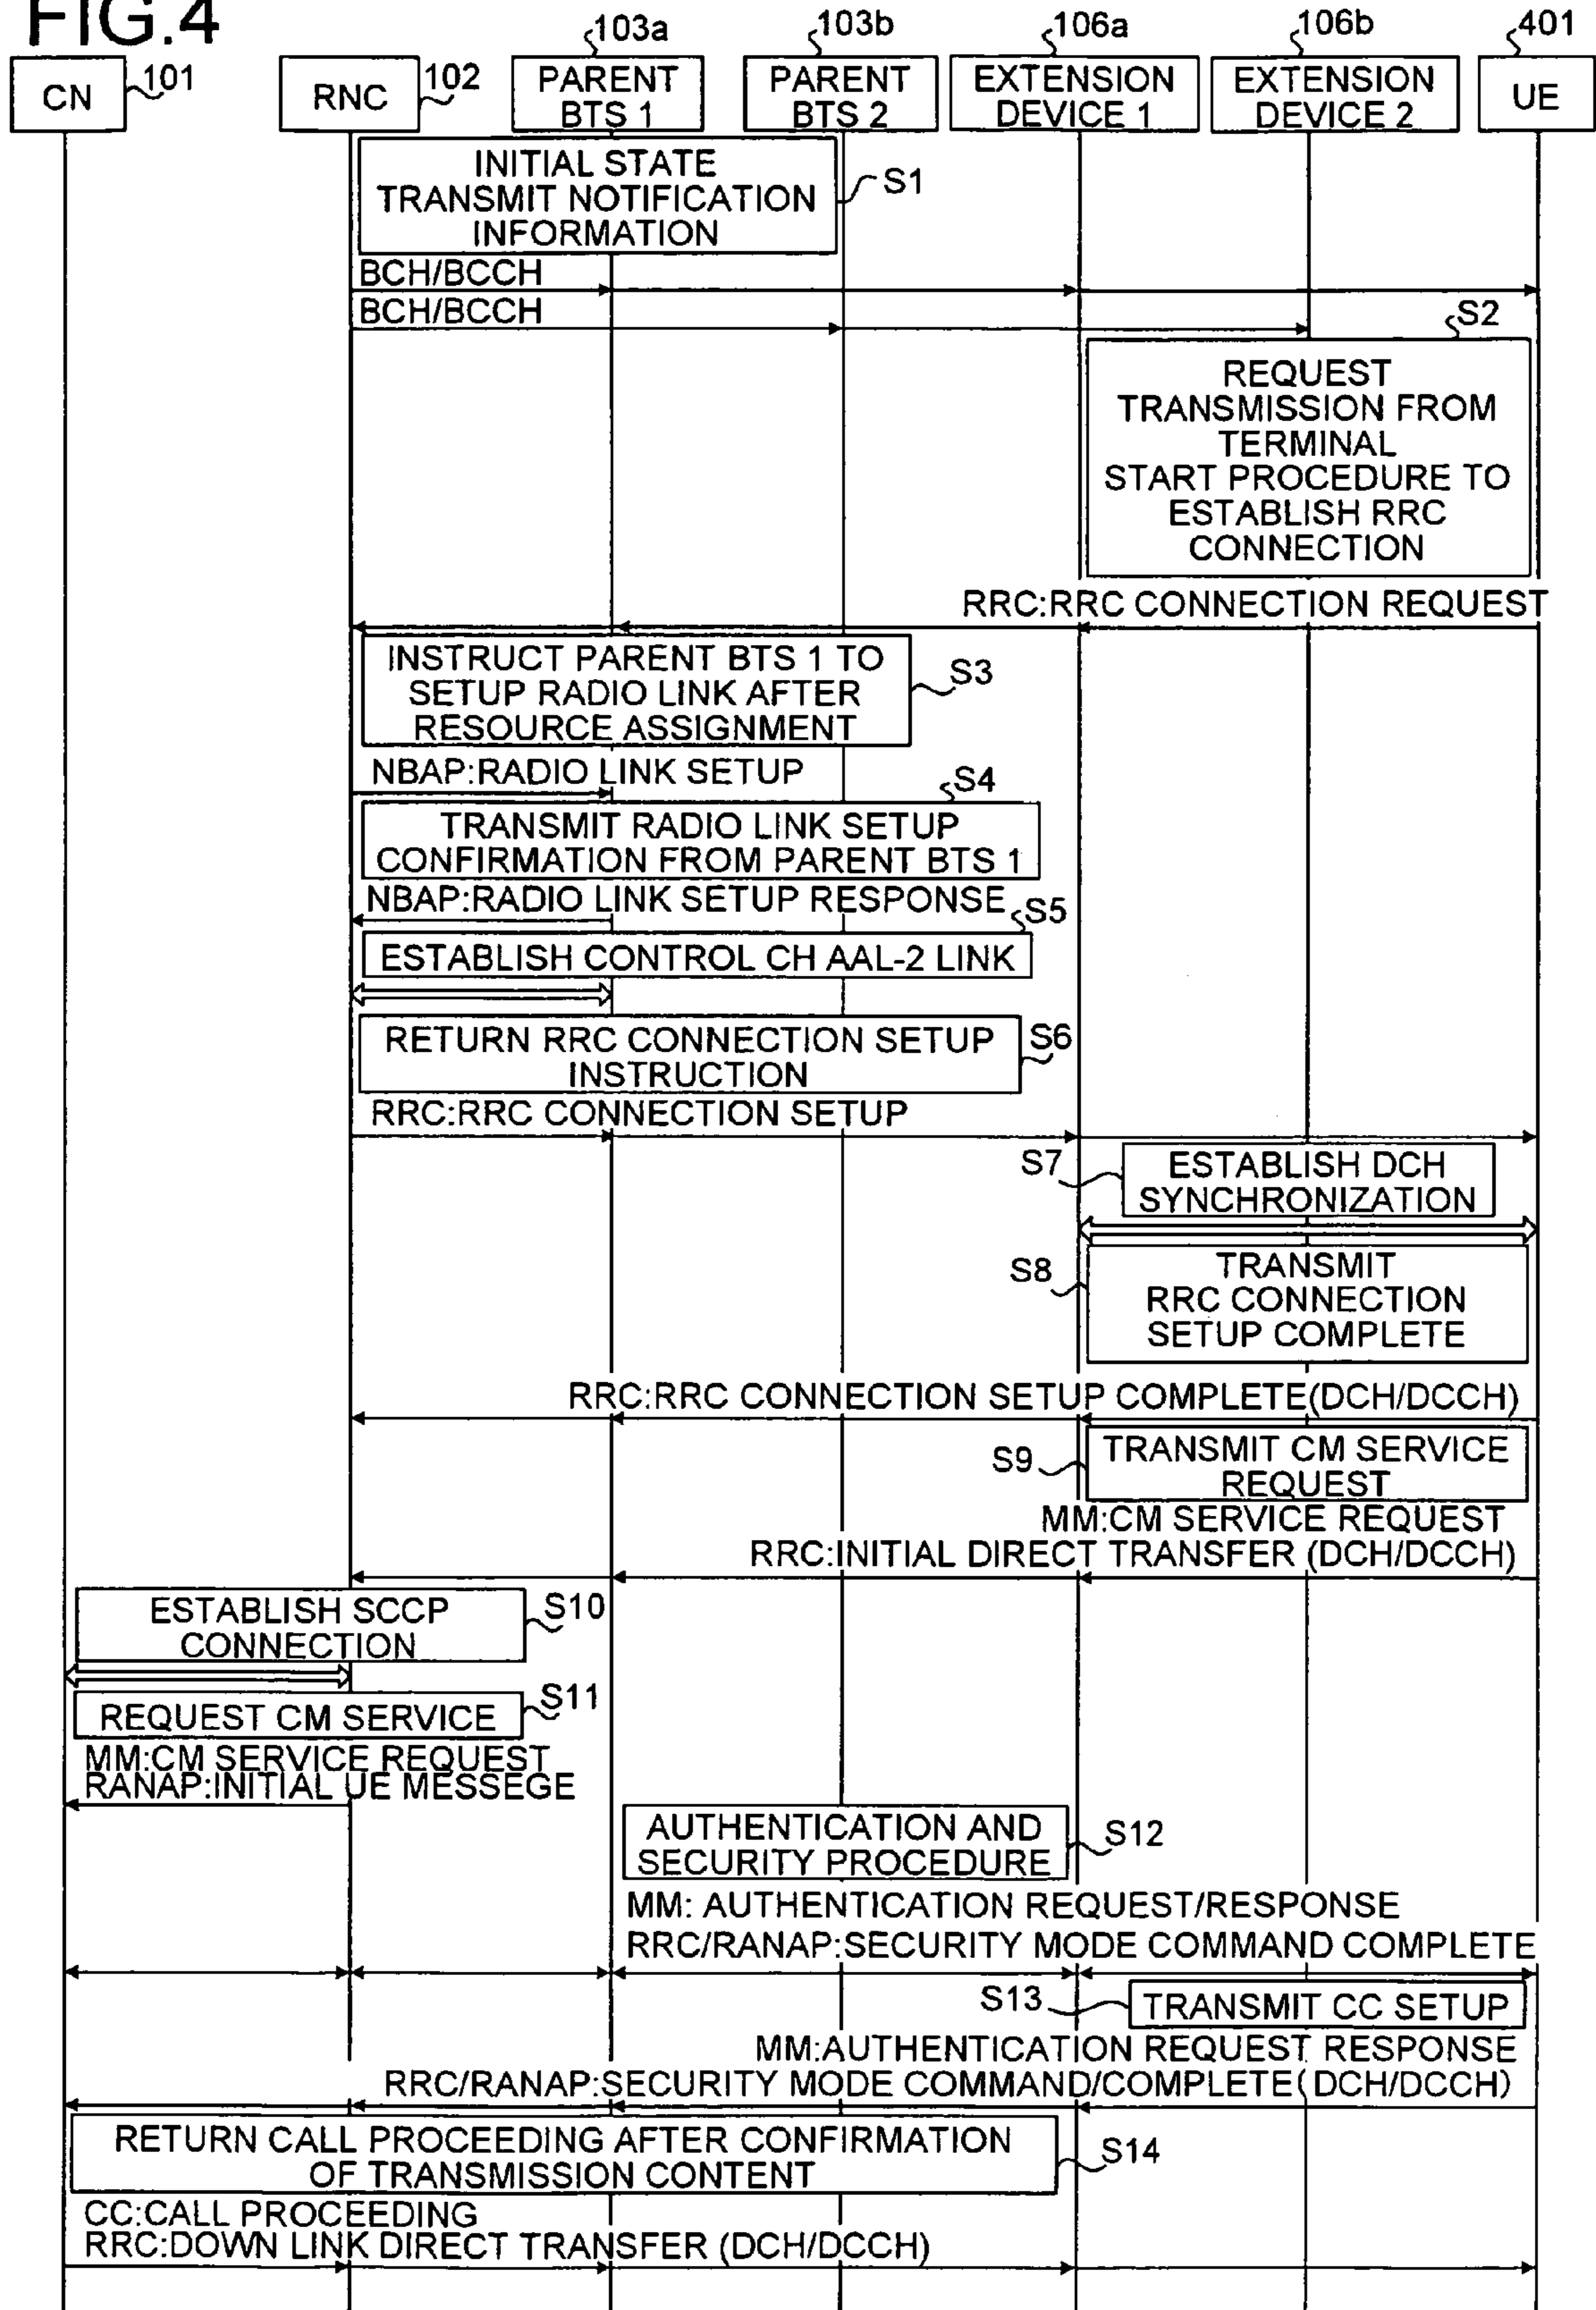 FIG.4
103a
103b
106a
106b
401
CN
101
RNC
102
PARENT
BTS 1
PARENT
BTS 2
EXTENSION
DEVICE 1
EXTENSION
DEVICE 2
UE
INITIAL STATE
TRANSMIT NOTIFICATION
INFORMATION
S1
BCH/BCCH
BCH/BCCH
S2
REQUEST
TRANSMISSION FROM
TERMINAL
START PROCEDURE TO
ESTABLISH RRC
CONNECTION
RRC:RRC CONNECTION REQUEST
INSTRUCT PARENT BTS 1 TO
SETUP RADIO LINK AFTER
RESOURCE ASSIGNMENT
S3
NBAP:RADIO LINK SETUP
S4
TRANSMIT RADIO LINK SETUP
CONFIRMATION FROM PARENT BTS 1
NBAP:RADIO LINK SETUP RESPONSE
S5
ESTABLISH CONTROL CH AAL-2 LINK
RETURN RRC CONNECTION SETUP
INSTRUCTION
S6
RRC:RRC CONNECTION SETUP
S7
ESTABLISH DCH
SYNCHRONIZATION
S8
TRANSMIT
RRC CONNECTION
SETUP COMPLETE
RRC:RRC CONNECTION SETUP COMPLETE(DCH/DCCH)
S9
TRANSMIT CM SERVICE
REQUEST
MM:CM SERVICE REQUEST
RRC:INITIAL DIRECT TRANSFER (DCH/DCCH)
ESTABLISH SCCP
CONNECTION
S10
REQUEST CM SERVICE
S11
MM:CM SERVICE REQUEST
RANAP:INITIAL UE MESSEGE
AUTHENTICATION AND
SECURITY PROCEDURE
S12
MM: AUTHENTICATION REQUEST/RESPONSE
RRC/RANAP:SECURITY MODE COMMAND COMPLETE
S13
TRANSMIT CC SETUP
MM:AUTHENTICATION REQUEST RESPONSE
RRC/RANAP:SECURITY MODE COMMAND/COMPLETE(DCH/DCCH)
RETURN CALL PROCEEDING AFTER CONFIRMATION
OF TRANSMISSION CONTENT
S14
CC:CALL PROCEEDING
RRC:DOWN LINK DIRECT TRANSFER (DCH/DCCH)